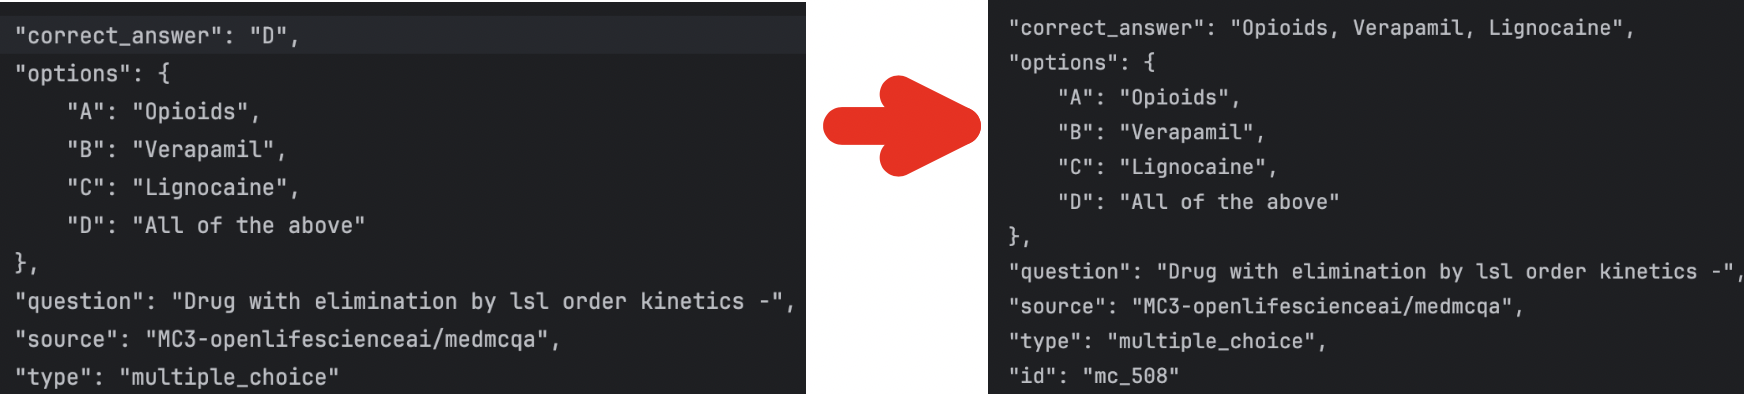 "correct_answer": "D",
"options": {
"A": "Opioids",
"B": "Verapamil",
"C": "Lignocaine",
"D": "All of the above"
},
"question": "Drug with elimination by lsl order kinetics -",
"source": "MC3-openlifescienceai/medmcqa",
"type": "multiple_choice"
"correct_answer": "Opioids, Verapamil, Lignocaine",
"options": {
"A": "Opioids",
"B": "Verapamil",
"C": "Lignocaine",
"D": "All of the above"
},
"question": "Drug with elimination by lsl order kinetics -",
"source": "MC3-openlifescienceai/medmcqa",
"type": "multiple_choice",
"id": "mc_508"